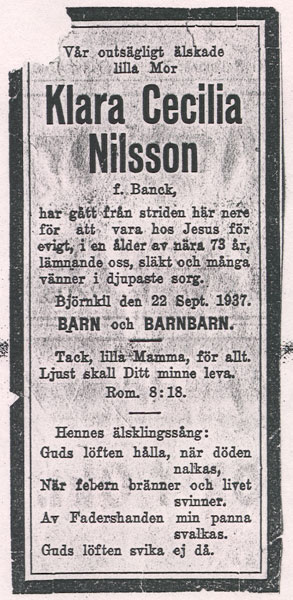 Vår outsägligt älskade
lilla Mor
Klara Cecilia
Nilsson
f. Banck,
har gått från striden här nere
för att vara hos Jesus för
evigt, i en ålder av nära 73 år,
lämnande oss, släkt och många
vänner i djupaste sorg.
Björnkil den 22 Sept. 1937.
BARN och BARNBARN.
Tack, lilla Mamma, för allt.
Ljust skall Ditt minne leva.
Rom. 8:18.
Hennes älsklingssång:
Guds löften hålla, när döden
nalkas,
När febern bränner och livet
svinner.
Av Fadershanden min panna
svalkas.
Guds löften svika ej då.